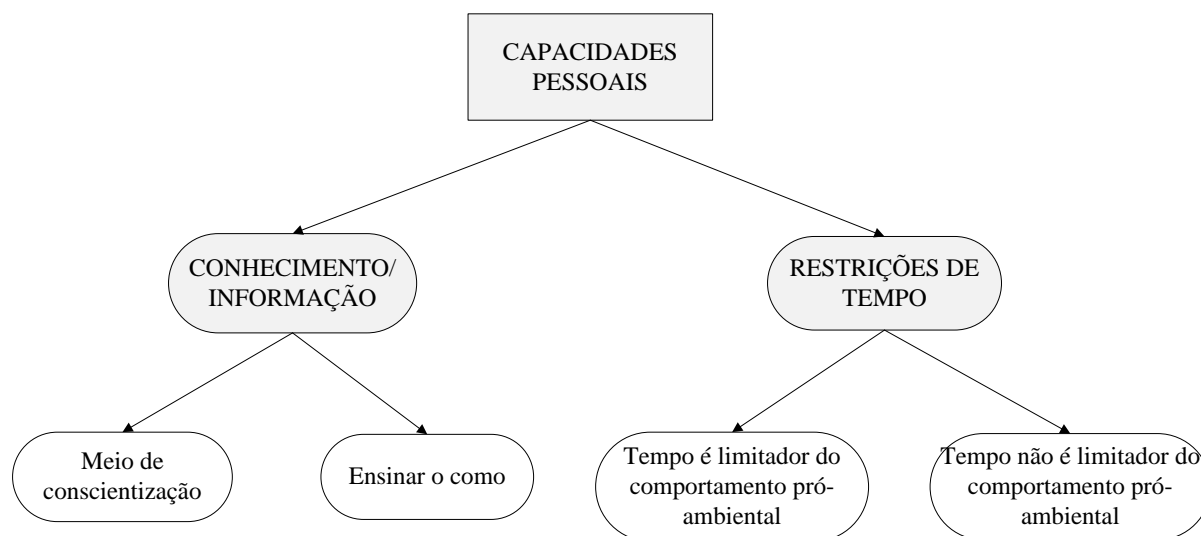 CAPACIDADES
PESSOAIS
CONHECIMENTO/
INFORMAÇÃO
RESTRIÇÕES DE
TEMPO
Meio de
conscientização
Ensinar o como
Tempo é limitador do
comportamento pró-
ambiental
Tempo não é limitador do
comportamento pró-
ambiental